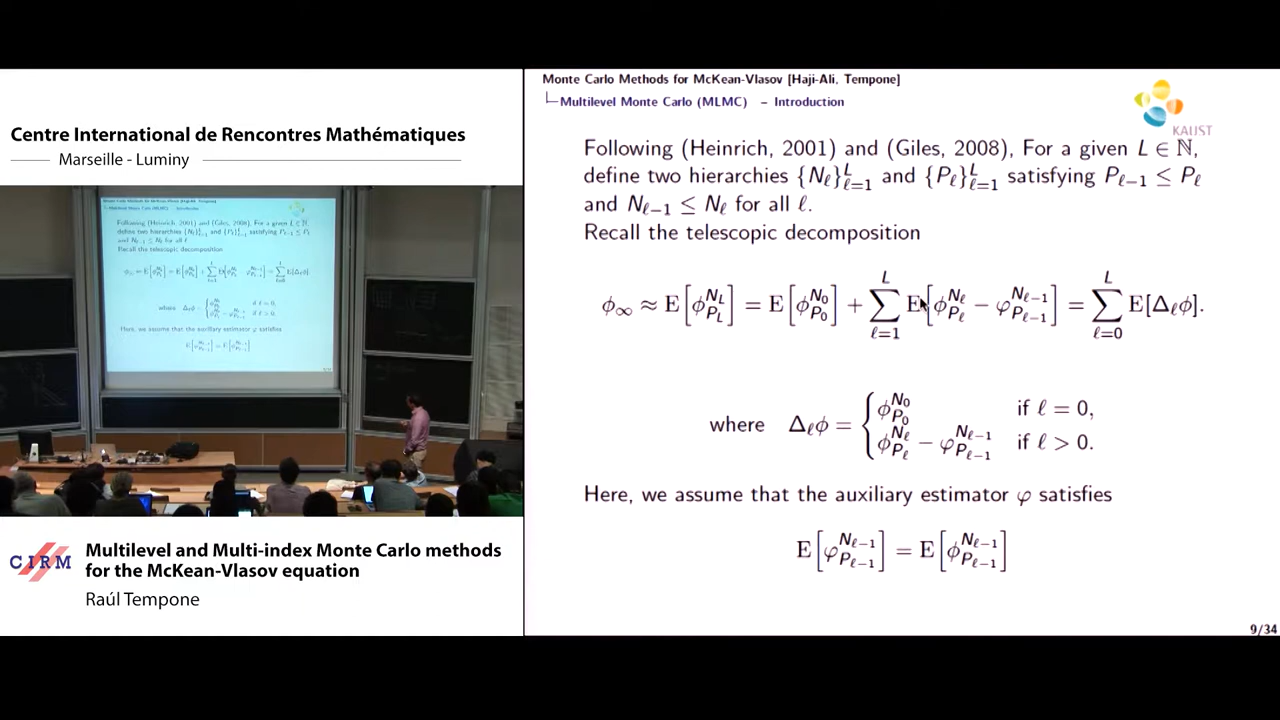 Centre International de Rencontres Mathématiques
Marseille - Luminy
CIRM
Multilevel and Multi-index Monte Carlo methods
for the McKean-Vlasov equation
Raúl Tempone
Monte Carlo Methods for McKean-Vlasov [Haji-Ali, Tempone]
Multilevel Monte Carlo (MLMC) – Introduction
KAUST
Following (Heinrich, 2001) and (Giles, 2008), For a given L ∈ ℕ,
define two hierarchies {N_ℓ}_{ℓ=1}^L and {P_ℓ}_{ℓ=1}^L satisfying P_{ℓ−1} ≤ P_ℓ
and N_{ℓ−1} ≤ N_ℓ for all ℓ.
Recall the telescopic decomposition
ϕ_∞ ≈ E[ϕ_{P_L}^{N_L}] = E[ϕ_{P_0}^{N_0}] + ∑_{ℓ=1}^L E[ϕ_{P_ℓ}^{N_ℓ} − φ_{P_{ℓ−1}}^{N_{ℓ−1}}] = ∑_{ℓ=0}^L E[Δ_ℓϕ].
where Δ_ℓϕ = { ϕ_{P_0}^{N_0} if ℓ = 0,
ϕ_{P_ℓ}^{N_ℓ} − φ_{P_{ℓ−1}}^{N_{ℓ−1}} if ℓ > 0.
Here, we assume that the auxiliary estimator φ satisfies
E[φ_{P_{ℓ−1}}^{N_{ℓ−1}}] = E[ϕ_{P_{ℓ−1}}^{N_{ℓ−1}}]
9/34